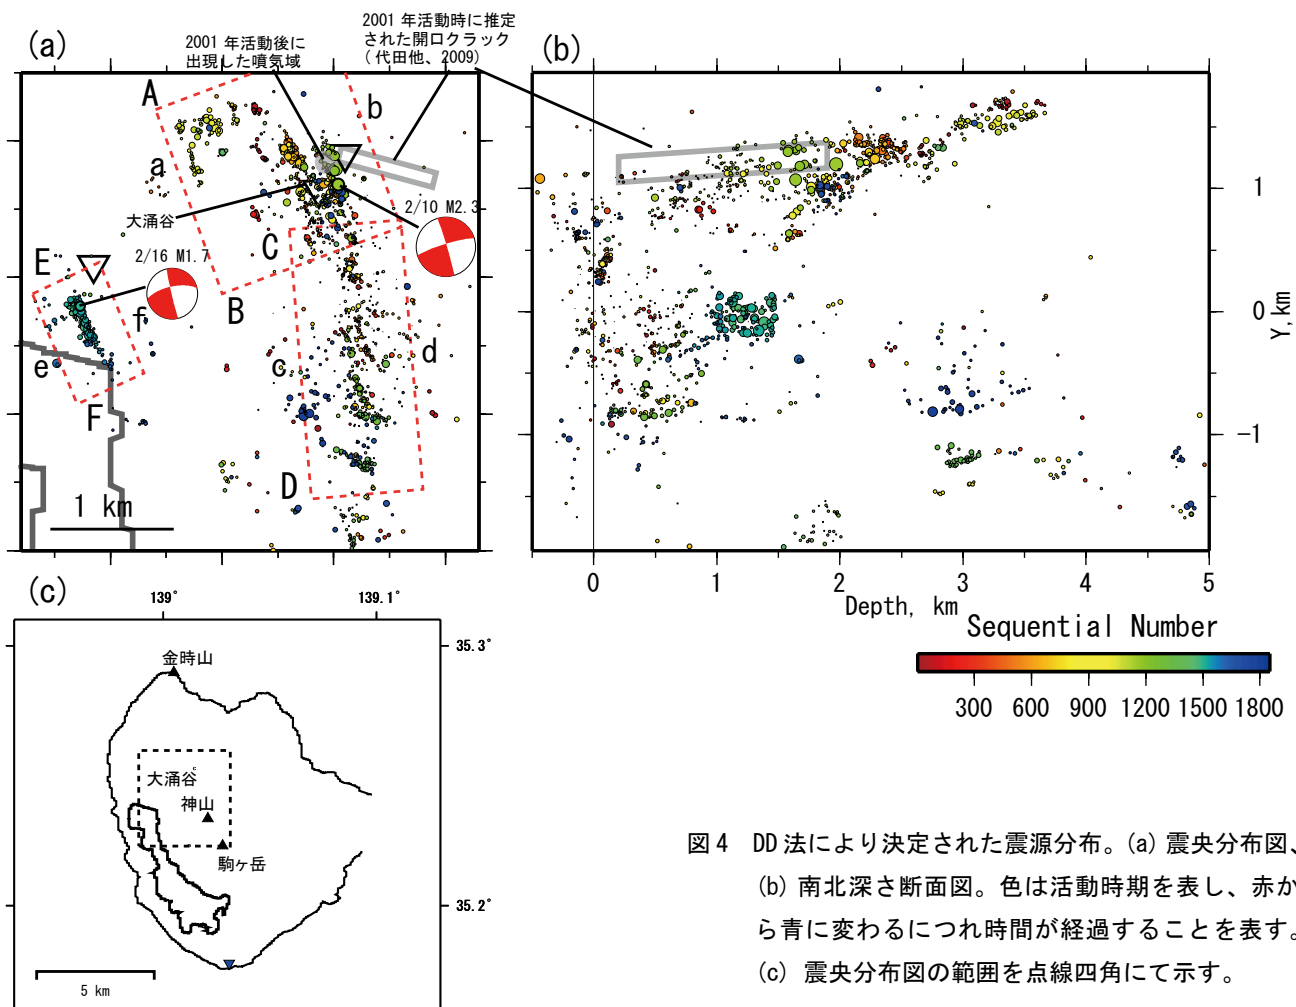 (a)
2001 年活動後に
出現した噴気域
2001 年活動時に推定
された開口クラック
(代田他、2009)
(b)
A
b
a
大涌谷
2/10 M2.3
C
E
2/16 M1.7
B
f
c
d
e
F
D
1 km
1
0
-1
Y, km
0 1 2 3 4 5
Depth, km
Sequential Number
300 600 900 1200 1500 1800
(c)
139° 139.1°
35.3°
金時山
大涌谷
神山
駒ヶ岳
35.2°
5 km
図4 DD法により決定された震源分布。(a) 震央分布図、
(b) 南北深さ断面図。色は活動時期を表し、赤か
ら青に変わるにつれ時間が経過することを表す。
(c) 震央分布図の範囲を点線四角にて示す。